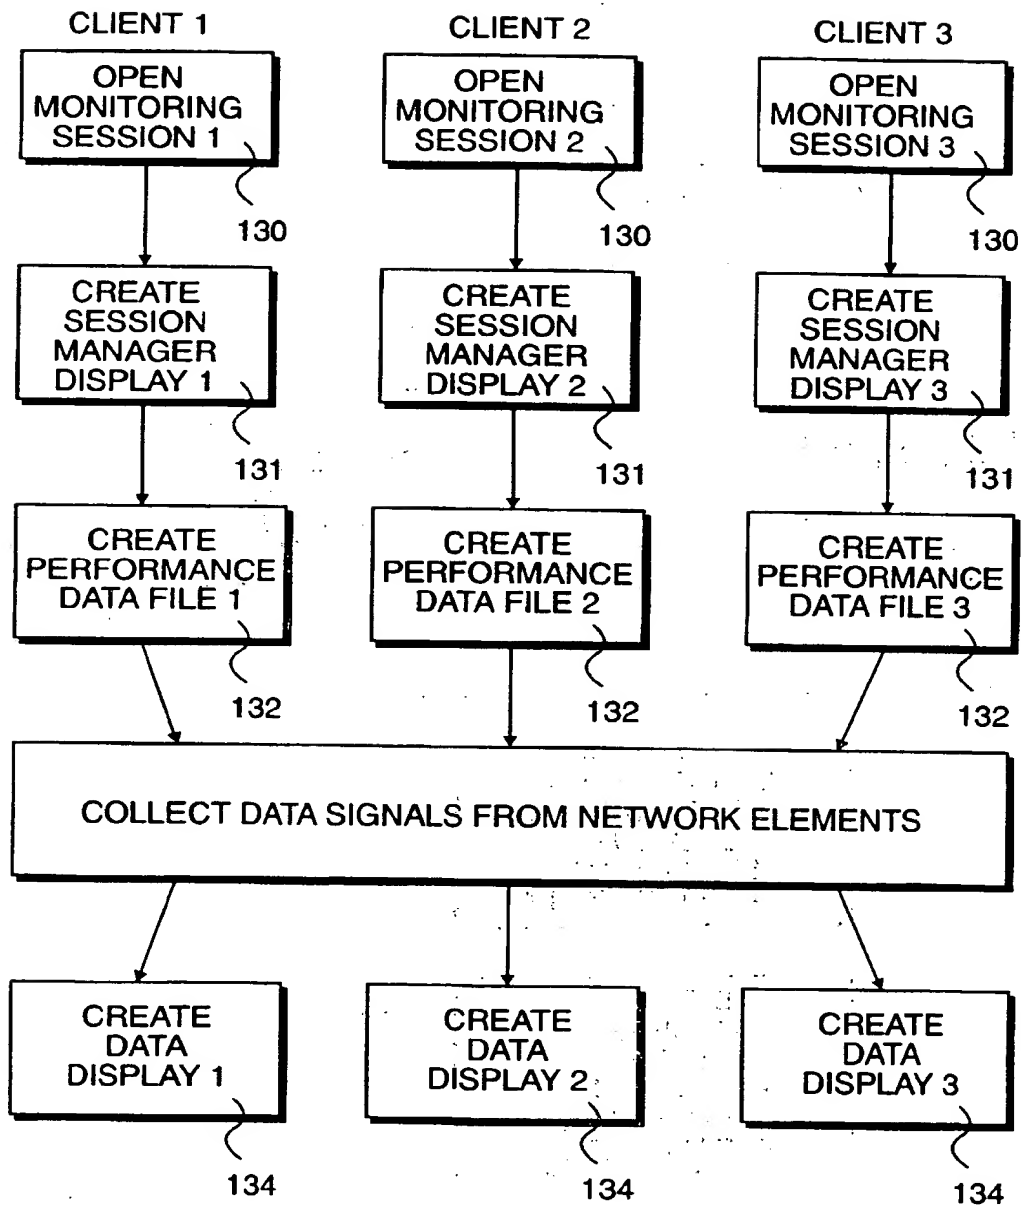 CLIENT 1
CLIENT 2
CLIENT 3
OPEN
MONITORING
SESSION 1
OPEN
MONITORING
SESSION 2
OPEN
MONITORING
SESSION 3
130
130
130
CREATE
SESSION
MANAGER
DISPLAY 1
CREATE
SESSION
MANAGER
DISPLAY 2
CREATE
SESSION
MANAGER
DISPLAY 3
131
131
131
CREATE
PERFORMANCE
DATA FILE 1
CREATE
PERFORMANCE
DATA FILE 2
CREATE
PERFORMANCE
DATA FILE 3
132
132
132
COLLECT DATA SIGNALS FROM NETWORK ELEMENTS
CREATE
DATA
DISPLAY 1
CREATE
DATA
DISPLAY 2
CREATE
DATA
DISPLAY 3
134
134
134